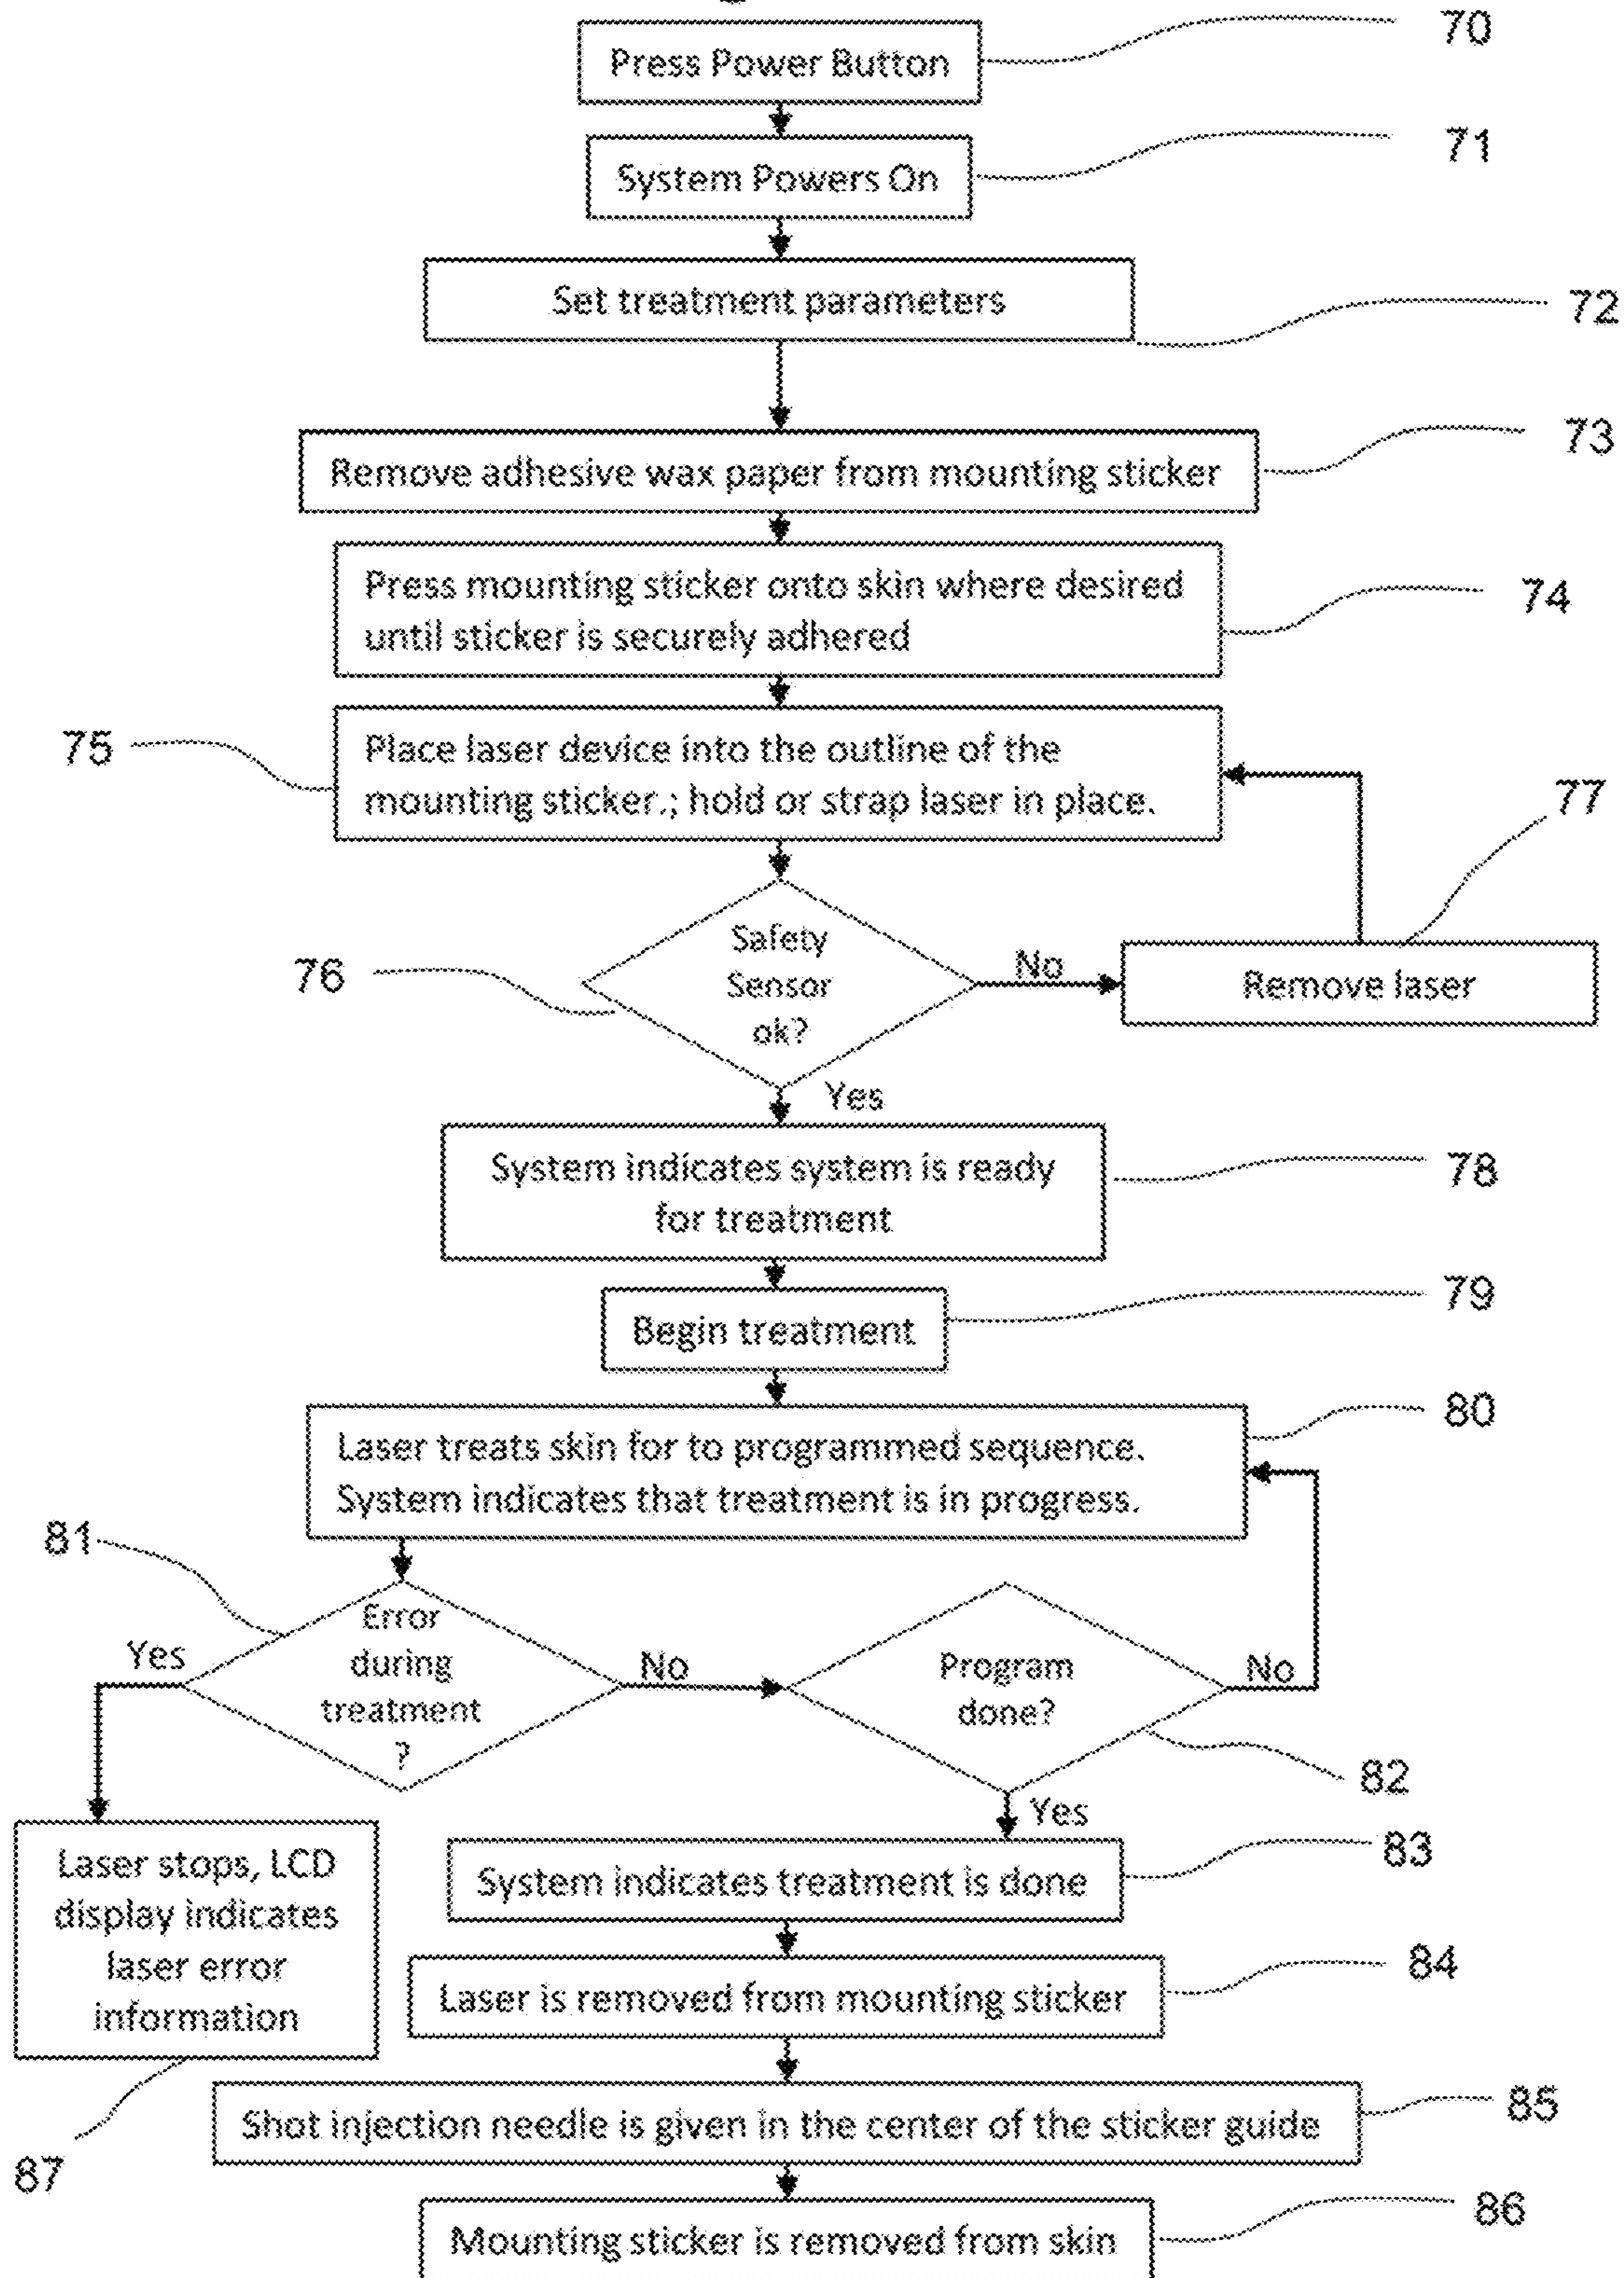 70
Press Power Button
71
System Powers On
Set treatment parameters
72
73
Remove adhesive wax paper from mounting sticker
Press mounting sticker onto skin where desired
until sticker is securely adhered
74
75
Place laser device into the outline of the
mounting sticker.; hold or strap laser in place.
77
76
Safety
Sensor
ok?
No
Remove laser
Yes
System indicates system is ready
for treatment
78
79
Begin treatment
80
Laser treats skin for to programmed sequence.
System indicates that treatment is in progress.
81
Yes
Error
during
treatment
?
No
Program
done?
No
82
Yes
Laser stops, LCD
display indicates
laser error
information
83
System indicates treatment is done
84
Laser is removed from mounting sticker
85
Shot injection needle is given in the center of the sticker guide
87
86
Mounting sticker is removed from skin